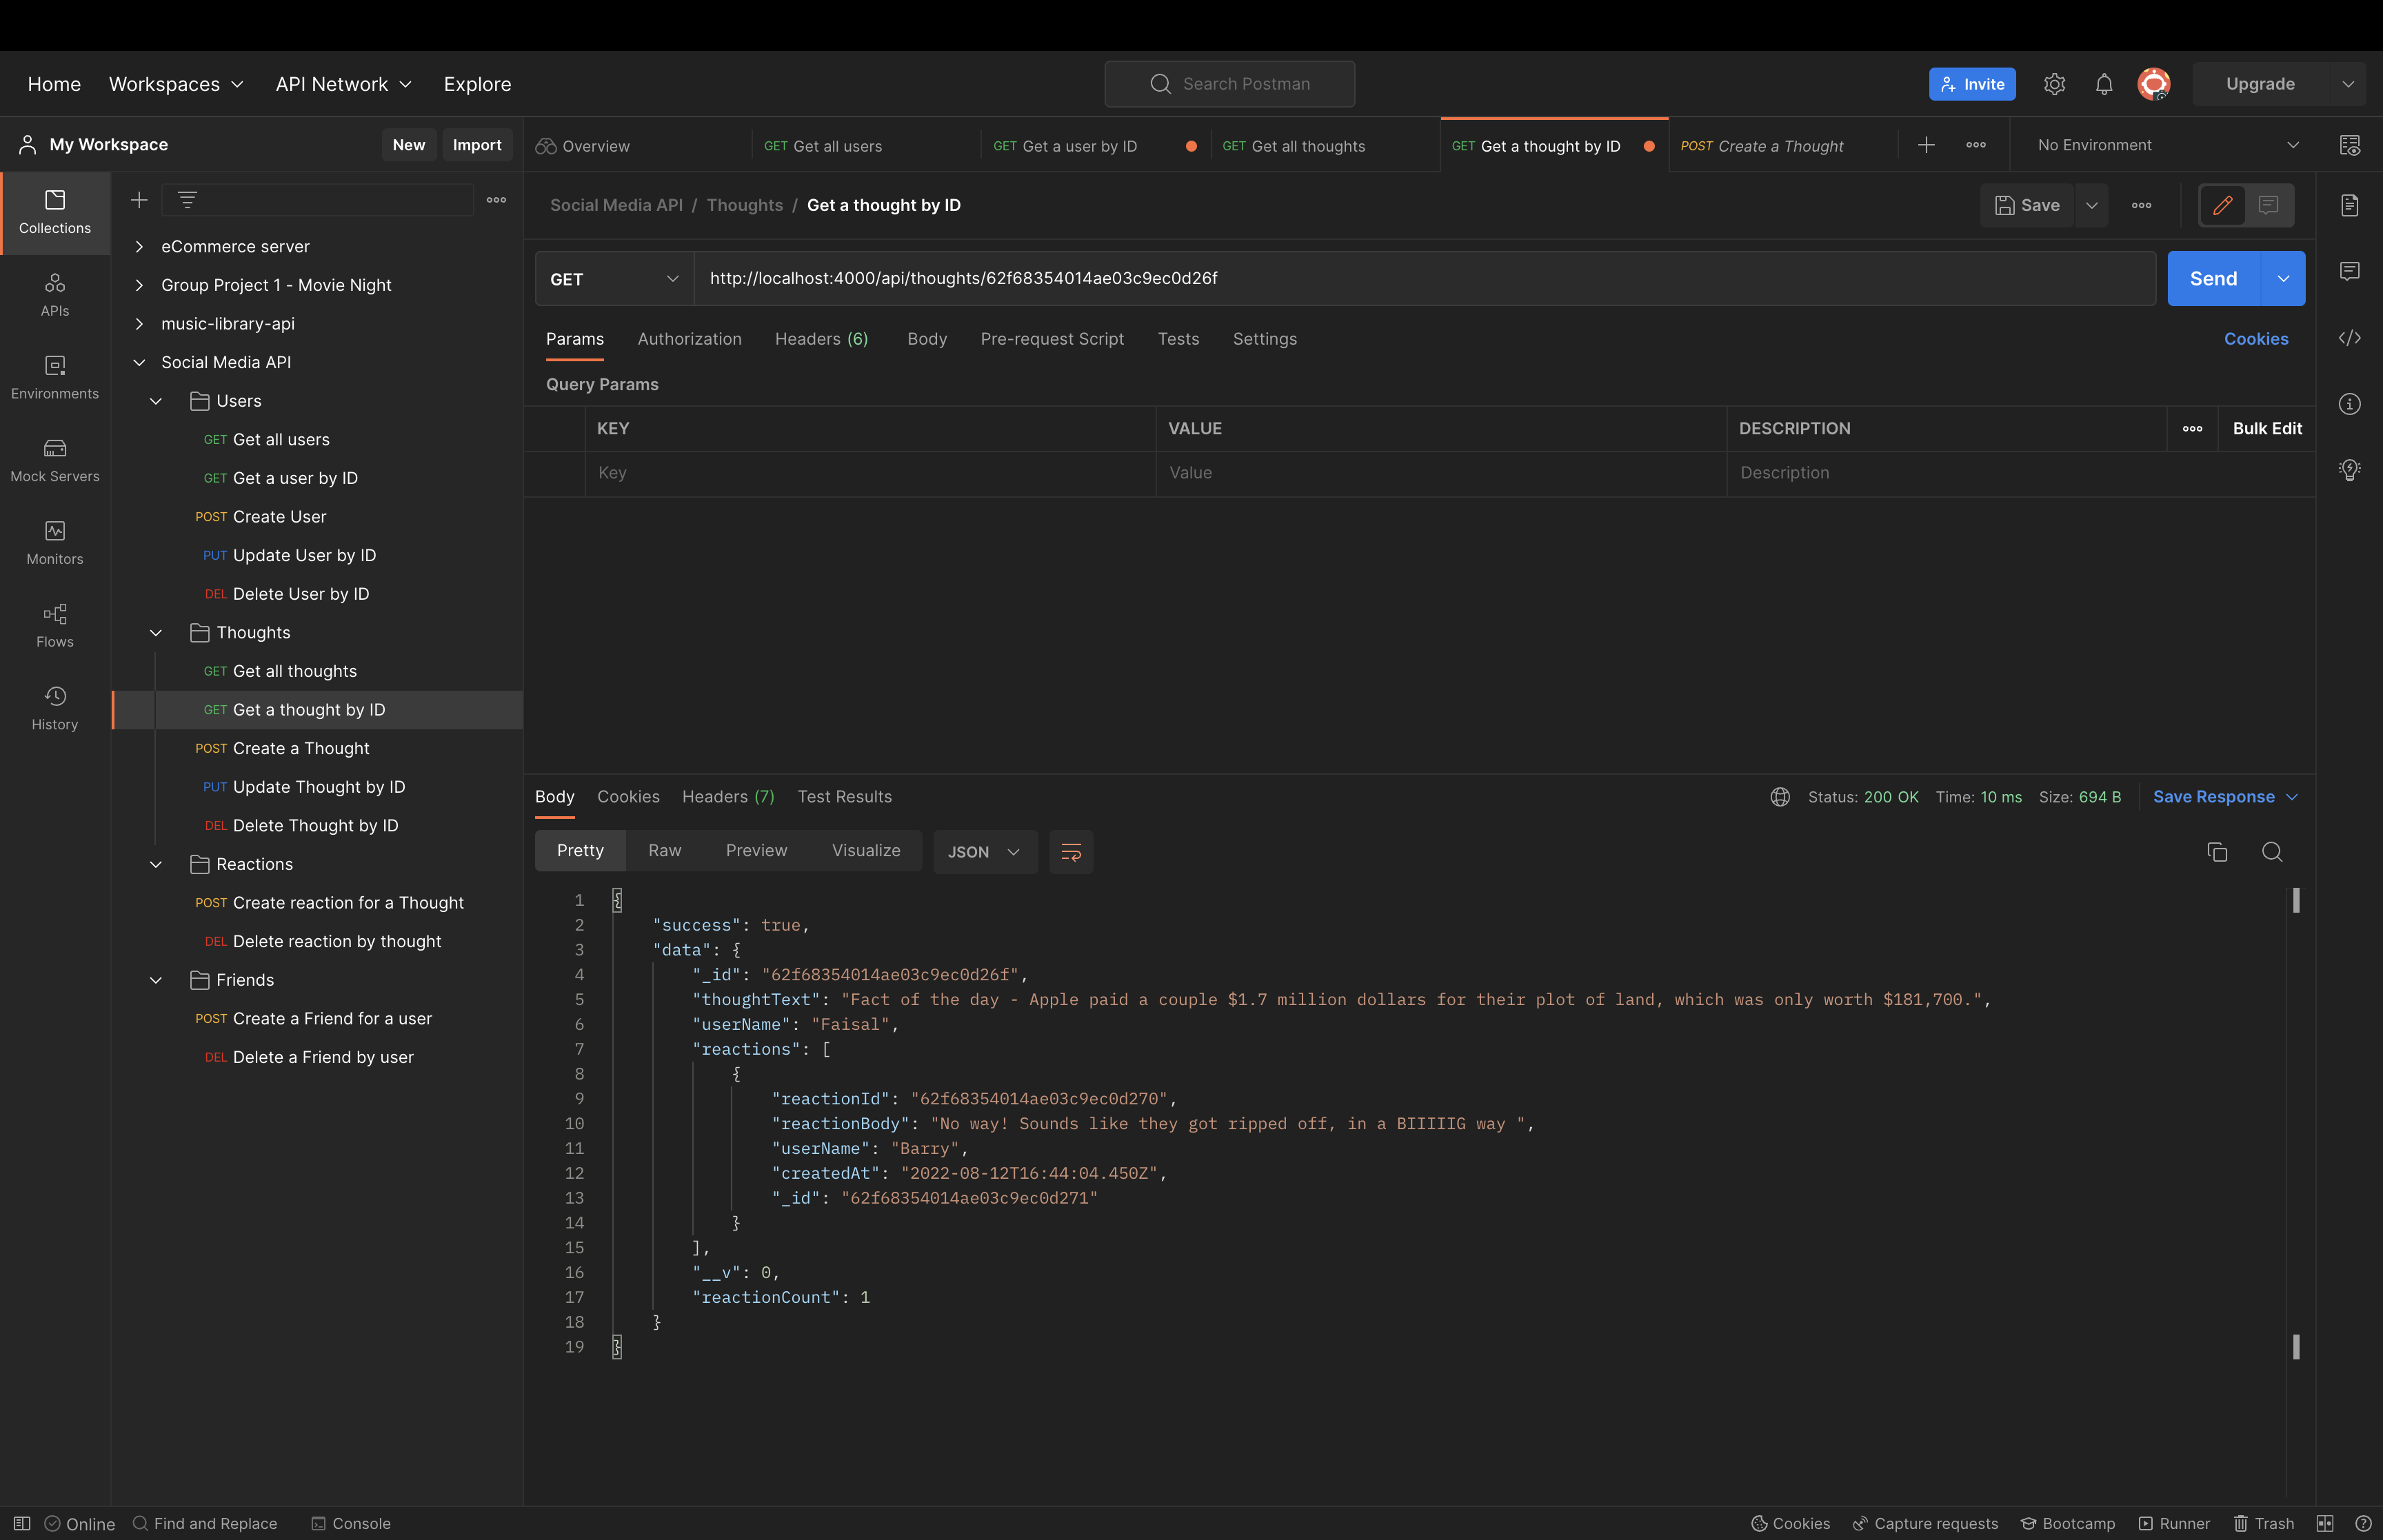 Home Workspaces API Network Explore Search Postman Invite Upgrade
My Workspace New Import Overview GET Get all users GET Get a user by ID GET Get all thoughts GET Get a thought by ID POST Create a Thought No Environment
Collections
APIs
Environments
Mock Servers
Monitors
Flows
History
eCommerce server
Group Project 1 - Movie Night
music-library-api
Social Media API
Users
GET Get all users
GET Get a user by ID
POST Create User
PUT Update User by ID
DEL Delete User by ID
Thoughts
GET Get all thoughts
GET Get a thought by ID
POST Create a Thought
PUT Update Thought by ID
DEL Delete Thought by ID
Reactions
POST Create reaction for a Thought
DEL Delete reaction by thought
Friends
POST Create a Friend for a user
DEL Delete a Friend by user
Social Media API / Thoughts / Get a thought by ID Save
GET http://localhost:4000/api/thoughts/62f68354014ae03c9ec0d26f Send
Params Authorization Headers (6) Body Pre-request Script Tests Settings Cookies
Query Params
KEY VALUE DESCRIPTION Bulk Edit
Key Value Description
Body Cookies Headers (7) Test Results Status: 200 OK Time: 10 ms Size: 694 B Save Response
Pretty Raw Preview Visualize JSON
1 {
2 "success": true,
3 "data": {
4 "_id": "62f68354014ae03c9ec0d26f",
5 "thoughtText": "Fact of the day - Apple paid a couple $1.7 million dollars for their plot of land, which was only worth $181,700.",
6 "userName": "Faisal",
7 "reactions": [
8 {
9 "reactionId": "62f68354014ae03c9ec0d270",
10 "reactionBody": "No way! Sounds like they got ripped off, in a BIIIIIG way ",
11 "userName": "Barry",
12 "createdAt": "2022-08-12T16:44:04.450Z",
13 "_id": "62f68354014ae03c9ec0d271"
14 }
15 ],
16 "__v": 0,
17 "reactionCount": 1
18 }
19 }
Online Find and Replace Console Cookies Capture requests Bootcamp Runner Trash